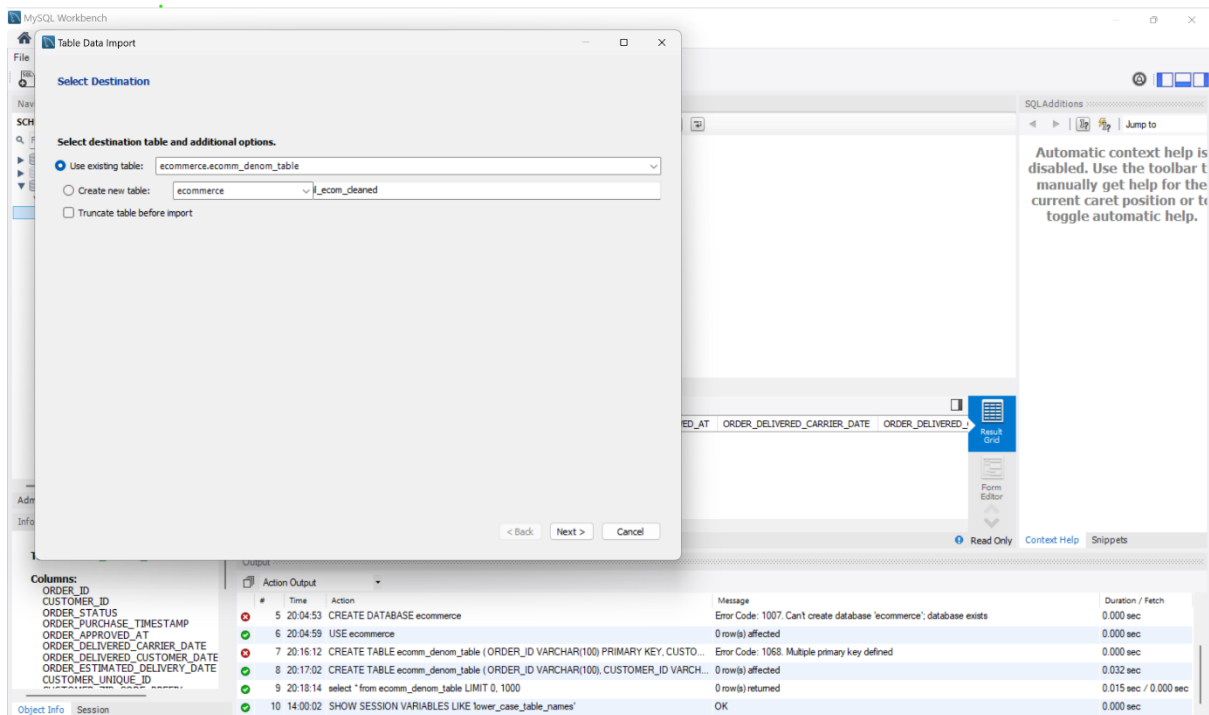 MySQL Workbench
Table Data Import
File
Select Destination
Nav
SQLAdditions
SCH
Jump to
Select destination table and additional options.
Use existing table: ecommerce.ecomm_denom_table
Create new table: ecommerce l_ecom_cleaned
Truncate table before import
Automatic context help is
disabled. Use the toolbar t
manually get help for the
current caret position or to
toggle automatic help.
ED_AT ORDER_DELIVERED_CARRIER_DATE ORDER_DELIVERED_
Result
Grid
Form
Editor
Adm
Info
< Back Next > Cancel
Read Only Context Help Snippets
Output
Columns:
ORDER_ID
CUSTOMER_ID
ORDER_STATUS
ORDER_PURCHASE_TIMESTAMP
ORDER_APPROVED_AT
ORDER_DELIVERED_CARRIER_DATE
ORDER_DELIVERED_CUSTOMER_DATE
ORDER_ESTIMATED_DELIVERY_DATE
CUSTOMER_UNIQUE_ID
Object Info Session
Action Output
# Time Action Message Duration / Fetch
5 20:04:53 CREATE DATABASE ecommerce Error Code: 1007. Can't create database 'ecommerce'; database exists 0.000 sec
6 20:04:59 USE ecommerce 0 row(s) affected 0.000 sec
7 20:16:12 CREATE TABLE ecomm_denom_table ( ORDER_ID VARCHAR(100) PRIMARY KEY, CUSTO... Error Code: 1068. Multiple primary key defined 0.000 sec
8 20:17:02 CREATE TABLE ecomm_denom_table ( ORDER_ID VARCHAR(100), CUSTOMER_ID VARCH... 0 row(s) affected 0.032 sec
9 20:18:14 select * from ecomm_denom_table LIMIT 0, 1000 0 row(s) returned 0.015 sec / 0.000 sec
10 14:00:02 SHOW SESSION VARIABLES LIKE 'lower_case_table_names' OK 0.000 sec